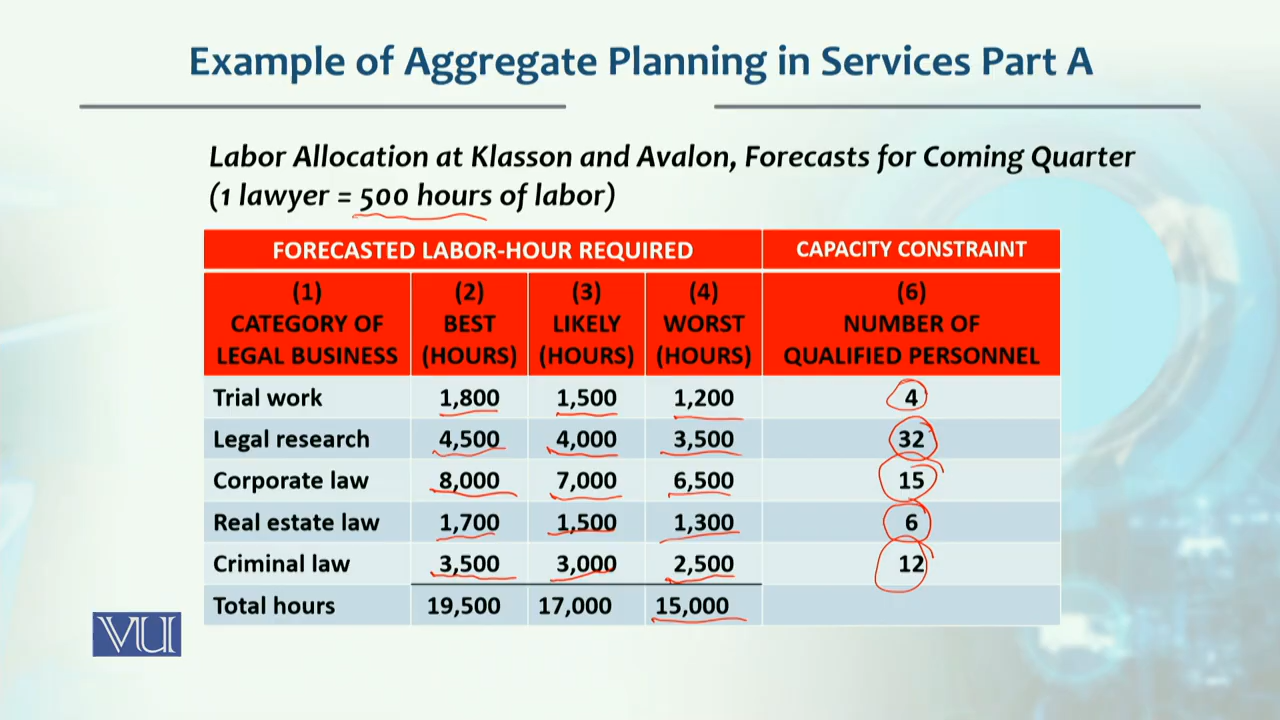 Example of Aggregate Planning in Services Part A
Labor Allocation at Klasson and Avalon, Forecasts for Coming Quarter
(1 lawyer = 500 hours of labor)
FORECASTED LABOR-HOUR REQUIRED CAPACITY CONSTRAINT
(1) (2) (3) (4) (6)
CATEGORY OF BEST LIKELY WORST NUMBER OF
LEGAL BUSINESS (HOURS) (HOURS) (HOURS) QUALIFIED PERSONNEL
Trial work 1,800 1,500 1,200 4
Legal research 4,500 4,000 3,500 32
Corporate law 8,000 7,000 6,500 15
Real estate law 1,700 1,500 1,300 6
Criminal law 3,500 3,000 2,500 12
Total hours 19,500 17,000 15,000
VU